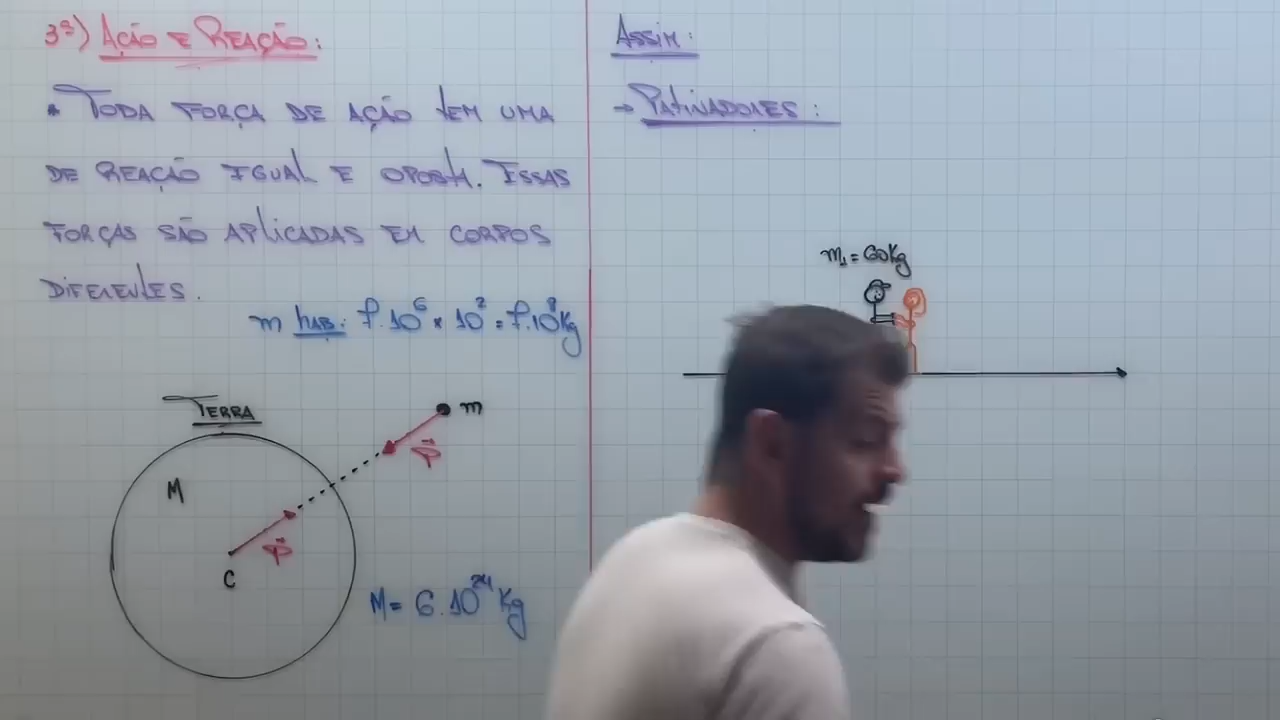 3ª) AÇÃO E REAÇÃO:
* TODA FORÇA DE AÇÃO TEM UMA
DE REAÇÃO IGUAL E OPOSTA. ESSAS
FORÇAS SÃO APLICADAS EM CORPOS
DIFERENTES.
m HAB: 7.10⁶ × 10² = 7.10⁸ Kg
TERRA
m
P
M
P
C
M = 6.10²⁴ Kg
ASSIM:
→ PATINADORES:
m₁ = 60Kg